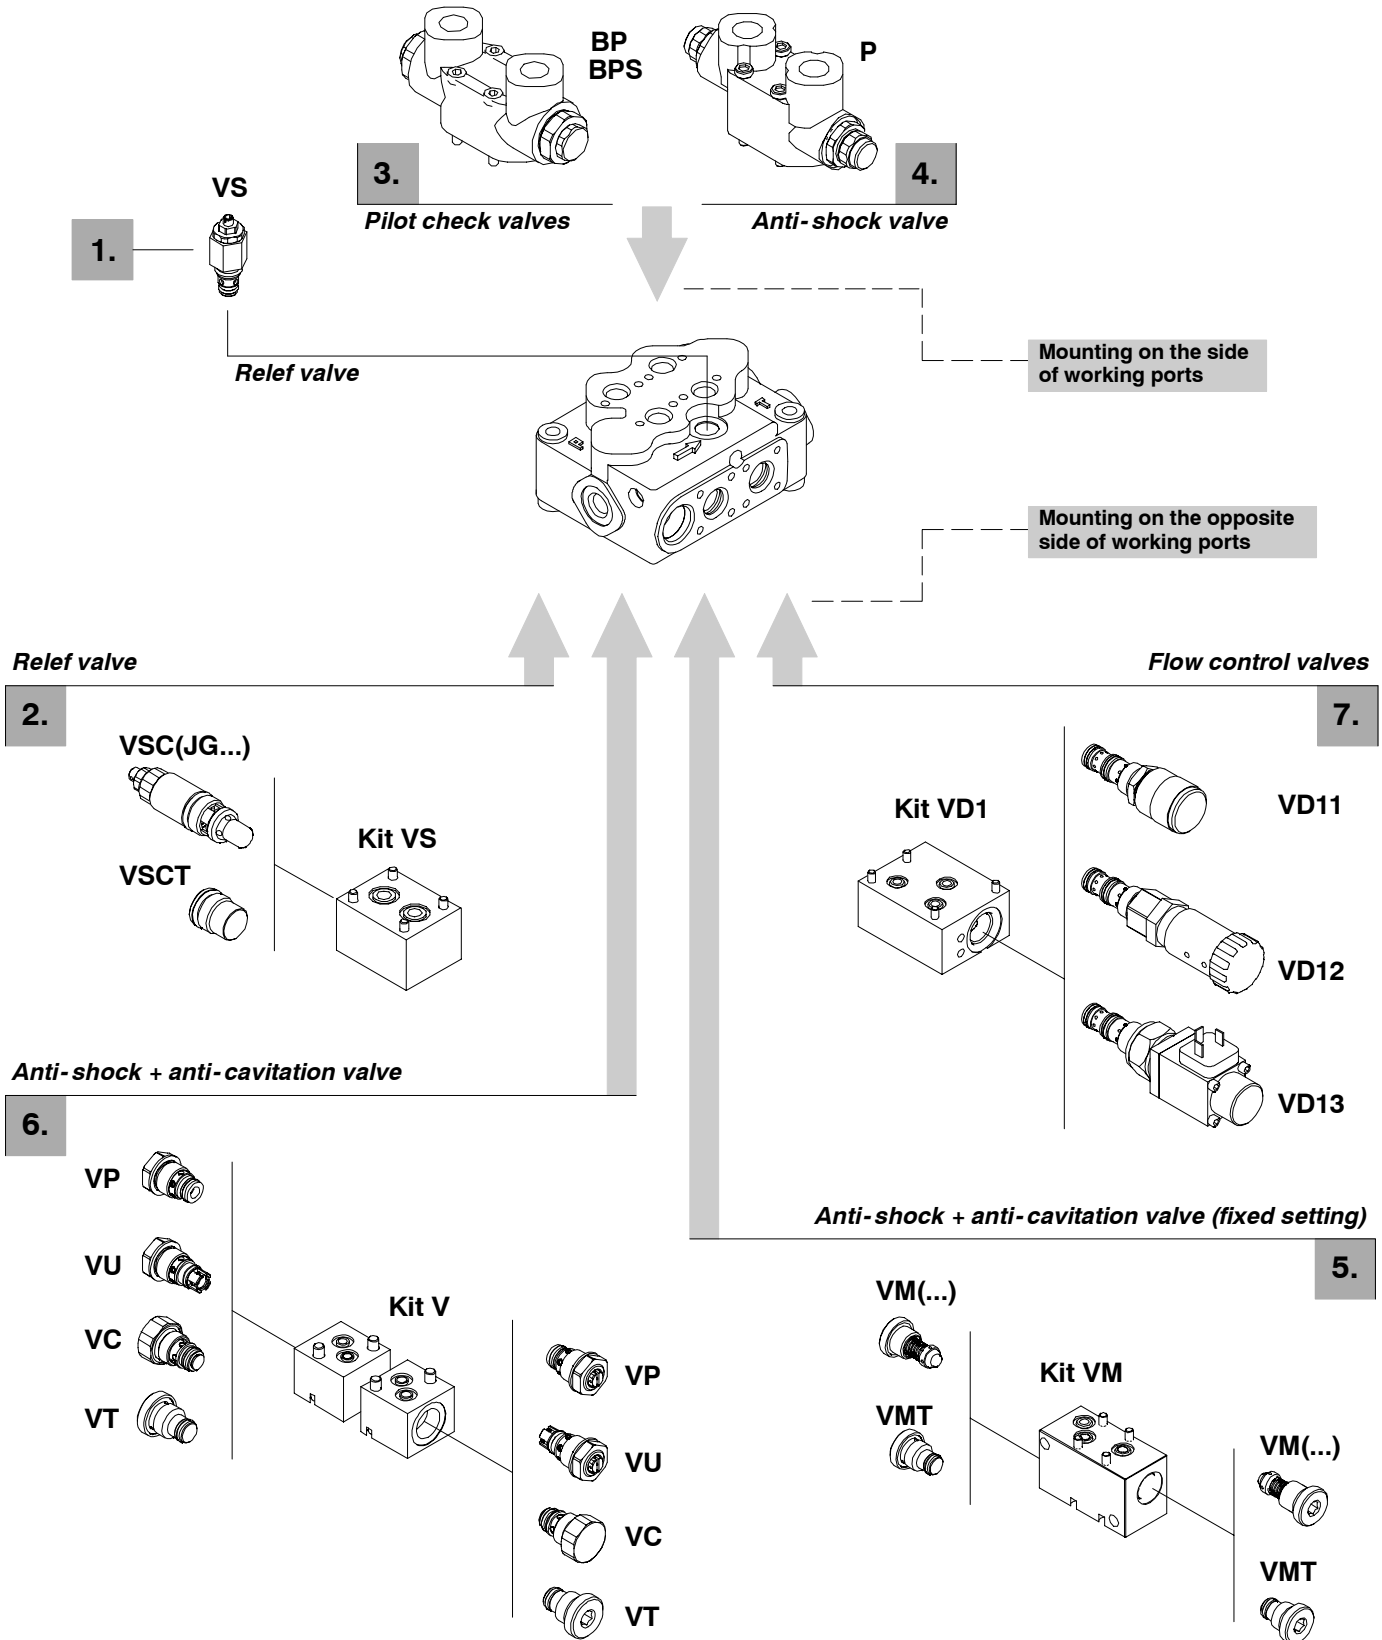 BP
BPS
P
3.
4.
Pilot check valves
Anti-shock valve
VS
1.
Relef valve
Mounting on the side
of working ports
P
T
Mounting on the opposite
side of working ports
Relef valve
Flow control valves
2.
7.
VSC(JG...)
Kit VS
VSCT
Kit VD1
VD11
VD12
VD13
Anti-shock + anti-cavitation valve
6.
VP
VU
VC
VT
Kit V
VP
VU
VC
VT
Anti-shock + anti-cavitation valve (fixed setting)
5.
VM(...)
VMT
Kit VM
VM(...)
VMT